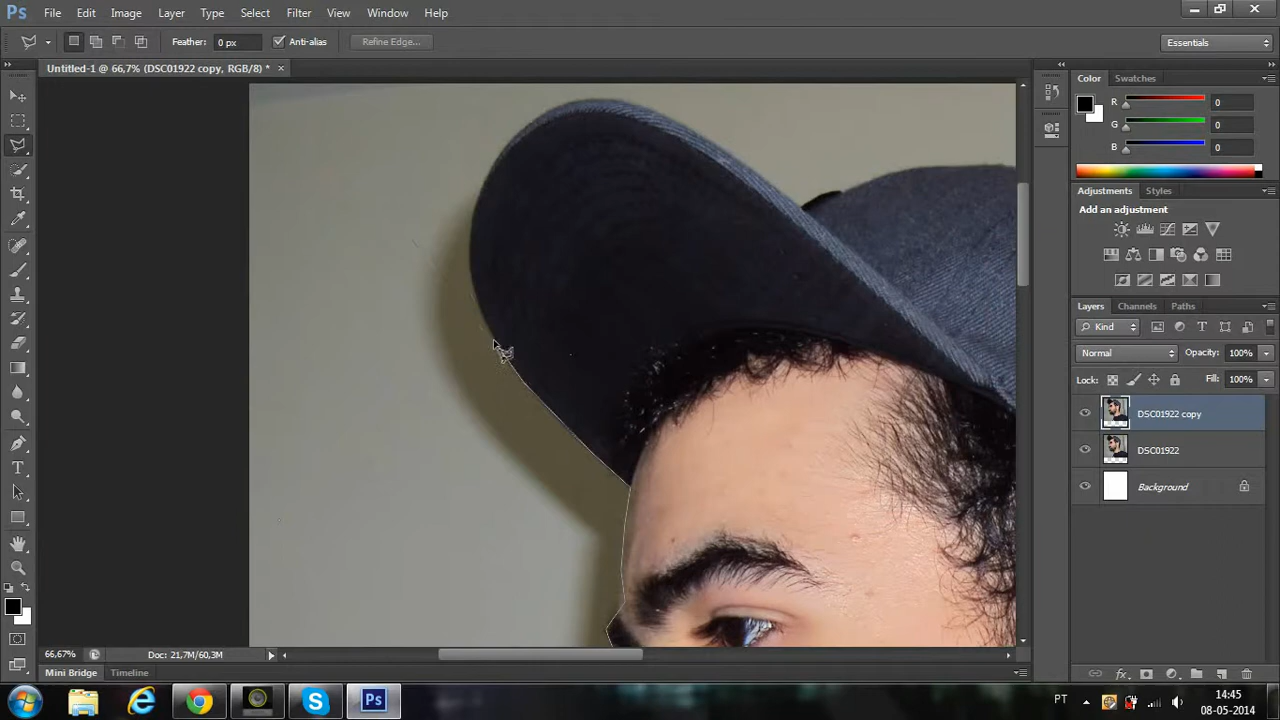 Ps File Edit Image Layer Type Select Filter View Window Help
Feather: 0 px Anti-alias Refine Edge... Essentials
Untitled-1 @ 66,7% (DSC01922 copy, RGB/8) * ×
Color Swatches
R 0
G 0
B 0
Adjustments Styles
Add an adjustment
Layers Channels Paths
Kind
Normal Opacity: 100%
Lock: Fill: 100%
DSC01922 copy
DSC01922
Background
66.67% Doc: 21,7M/60,3M
Mini Bridge Timeline
Ps PT 14:45
08-05-2014